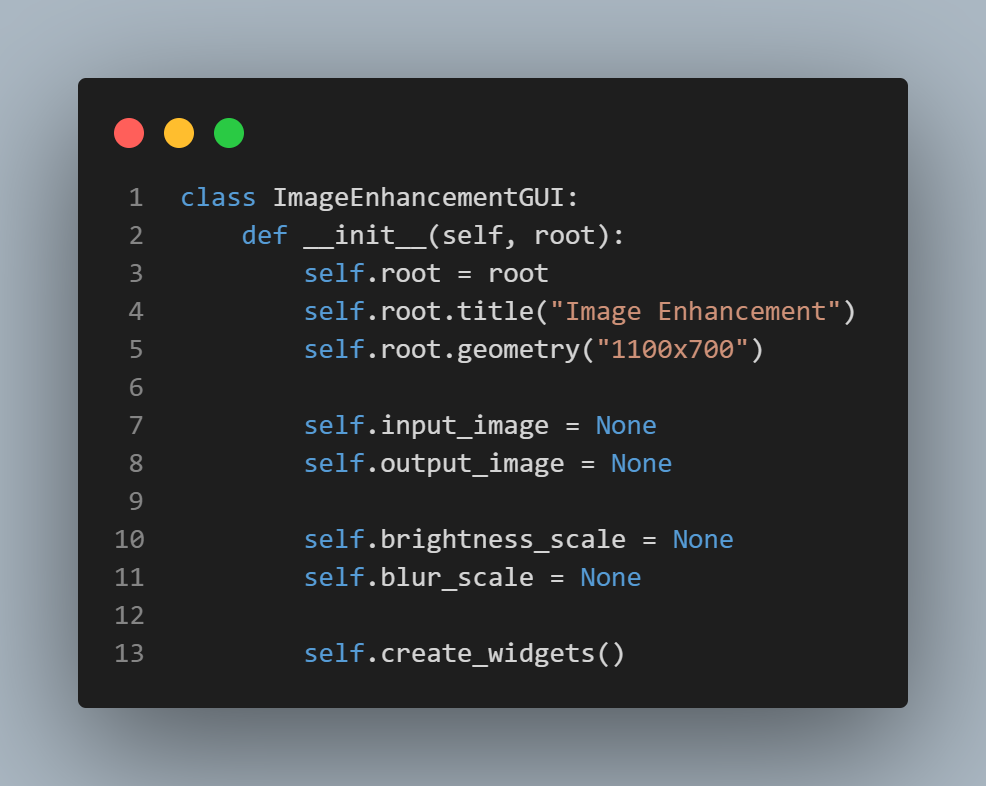 1 class ImageEnhancementGUI:
2     def __init__(self, root):
3         self.root = root
4         self.root.title("Image Enhancement")
5         self.root.geometry("1100x700")
6
7         self.input_image = None
8         self.output_image = None
9
10         self.brightness_scale = None
11         self.blur_scale = None
12
13         self.create_widgets()